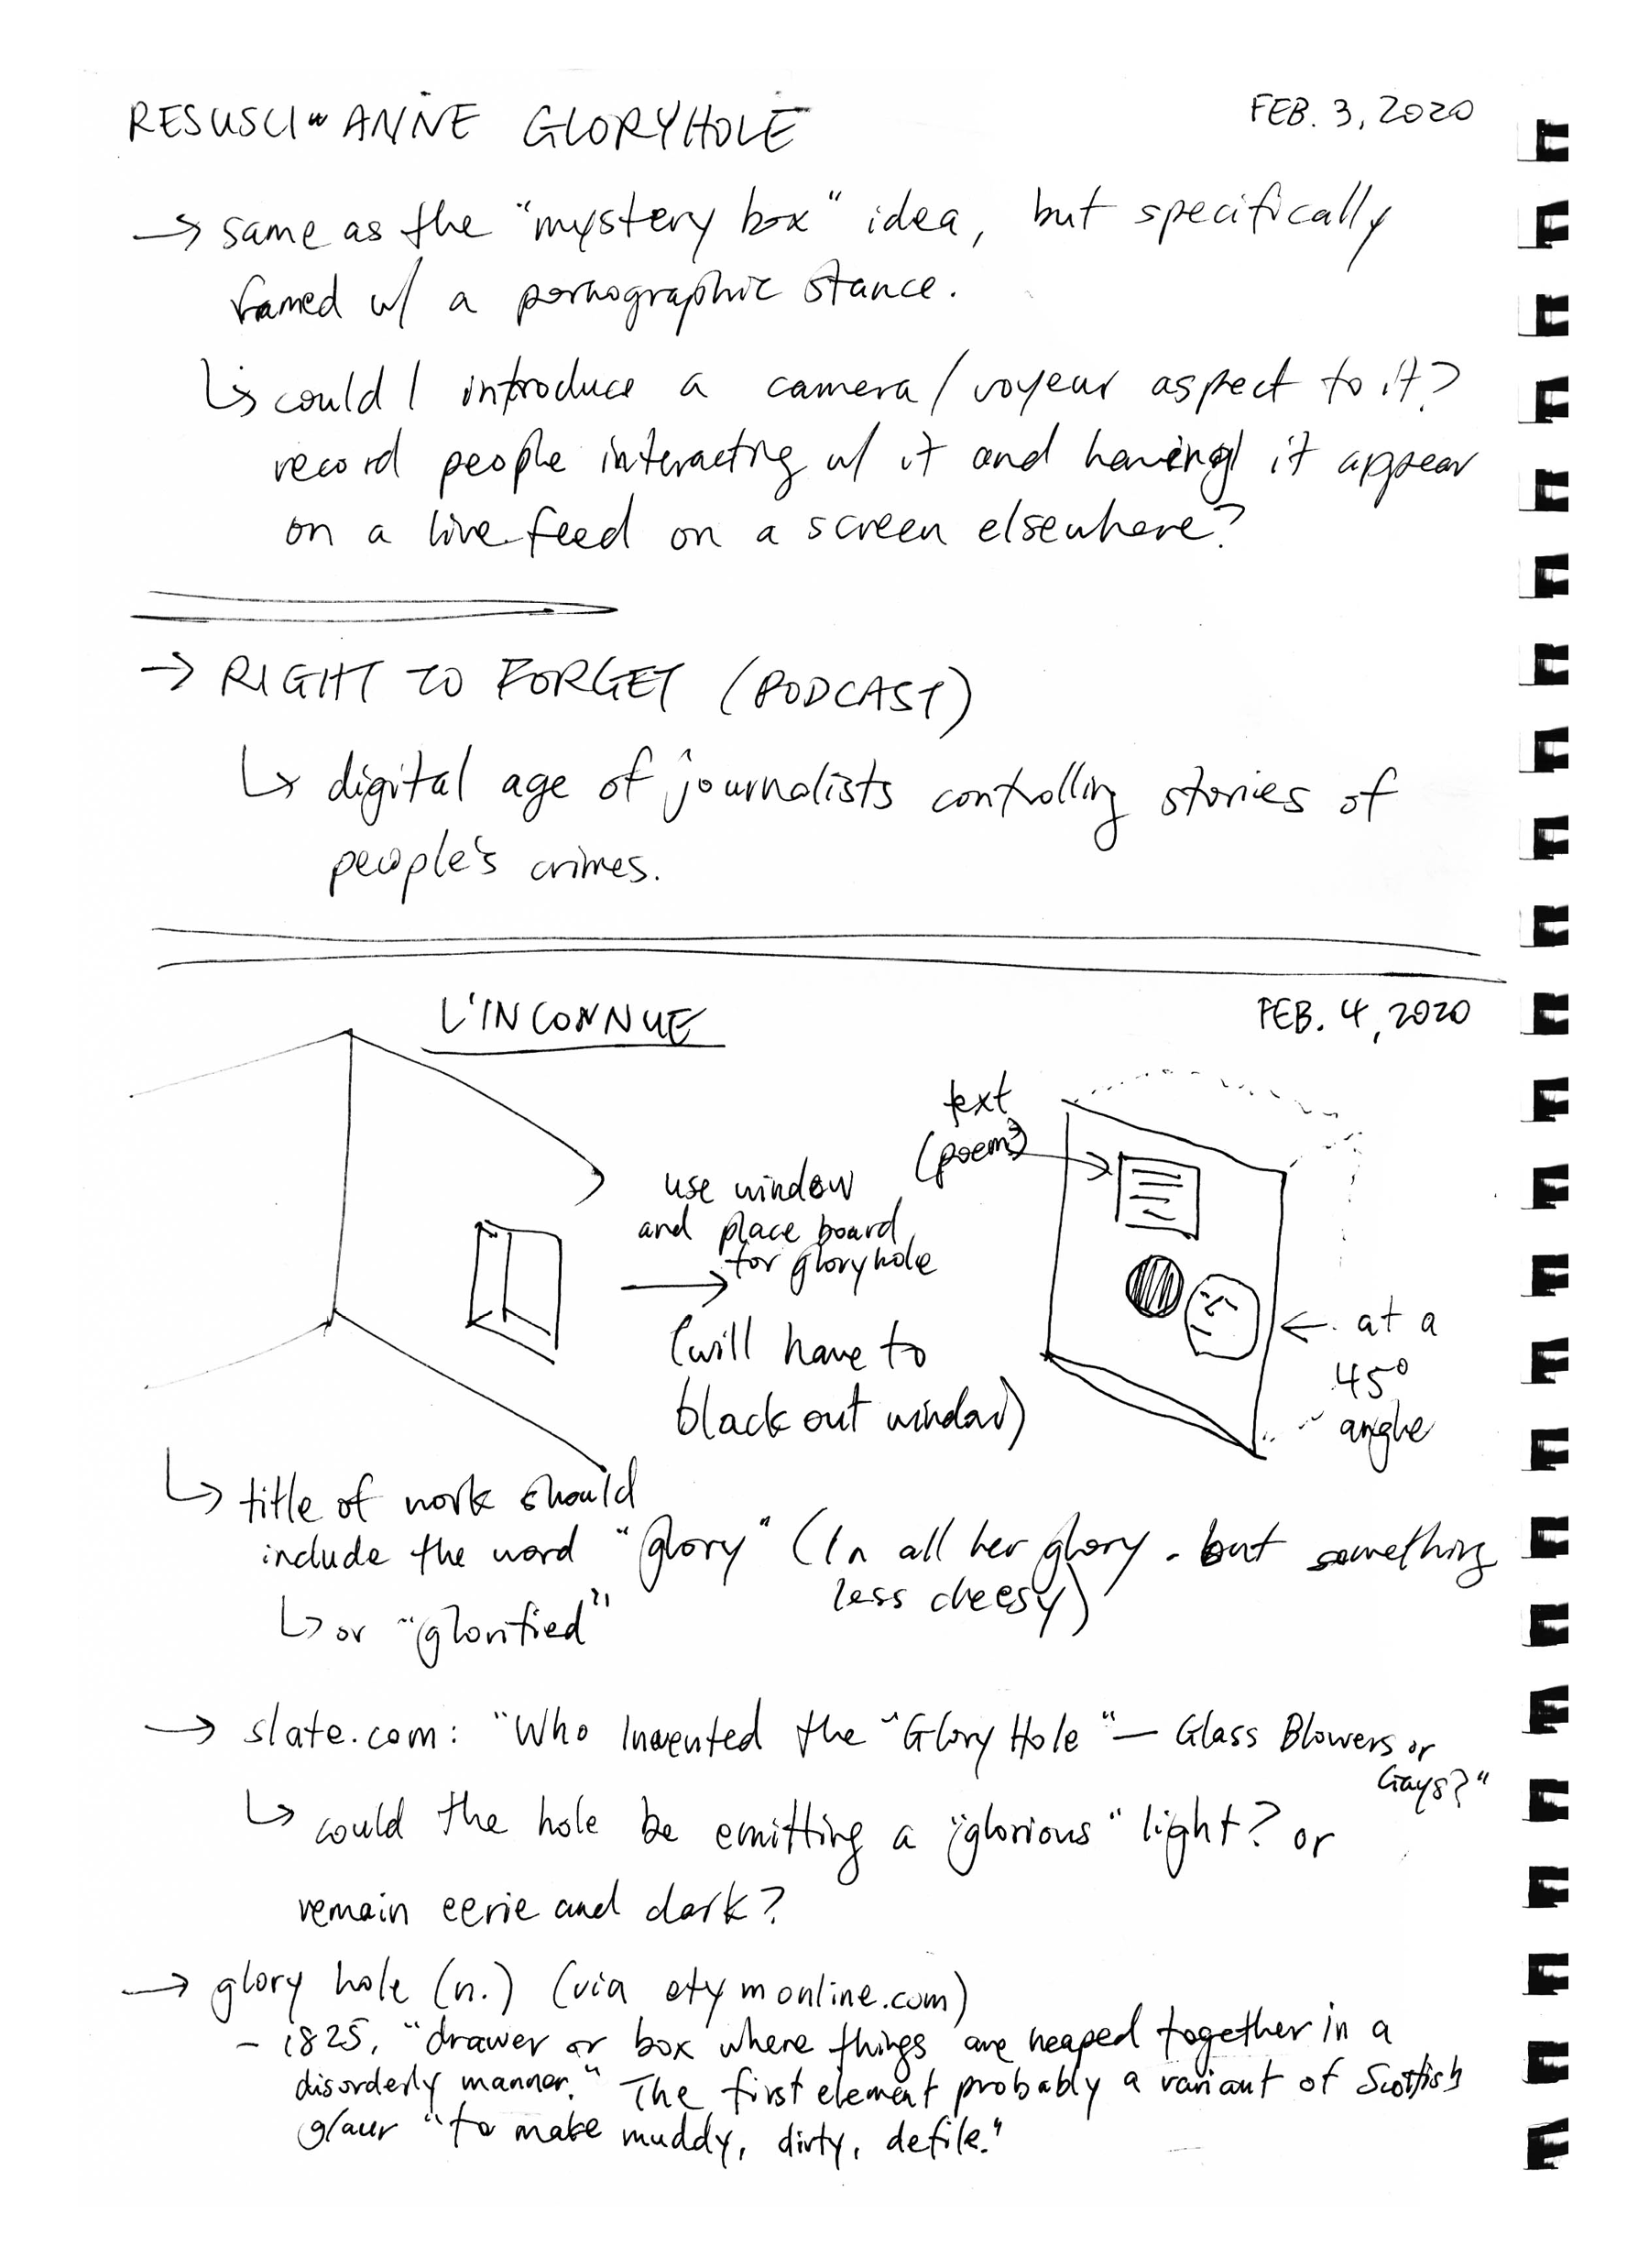 RESUSCI-ANNE GLORYHOLE
FEB. 3, 2020
→ same as the "mystery box" idea, but specifically
framed w/ a pornographic stance.
↳ could I introduce a camera/voyeur aspect to it?
record people interacting w/ it and having it appear
on a live feed on a screen elsewhere?
→ RIGHT TO FORGET (PODCAST)
↳ digital age of journalists controlling stories of
people's crimes.
L'INCONNUE
FEB. 4, 2020
use window
and place board
for gloryhole
(will have to
black out window)
text
(poem?)
← at a
45°
angle
↳ title of work should
include the word "glory" (In all her glory - but something
less cheesy)
↳ or "glorified"
→ slate.com: "Who Invented the "Glory Hole" — Glass Blowers or
Gays?"
↳ could the hole be emitting a "glorious" light? or
remain eerie and dark?
→ glory hole (n.) (via etymonline.com)
- 1825, "drawer or box where things are heaped together in a
disorderly manner." The first element probably a variant of Scottish
glaur "to make muddy, dirty, defile."